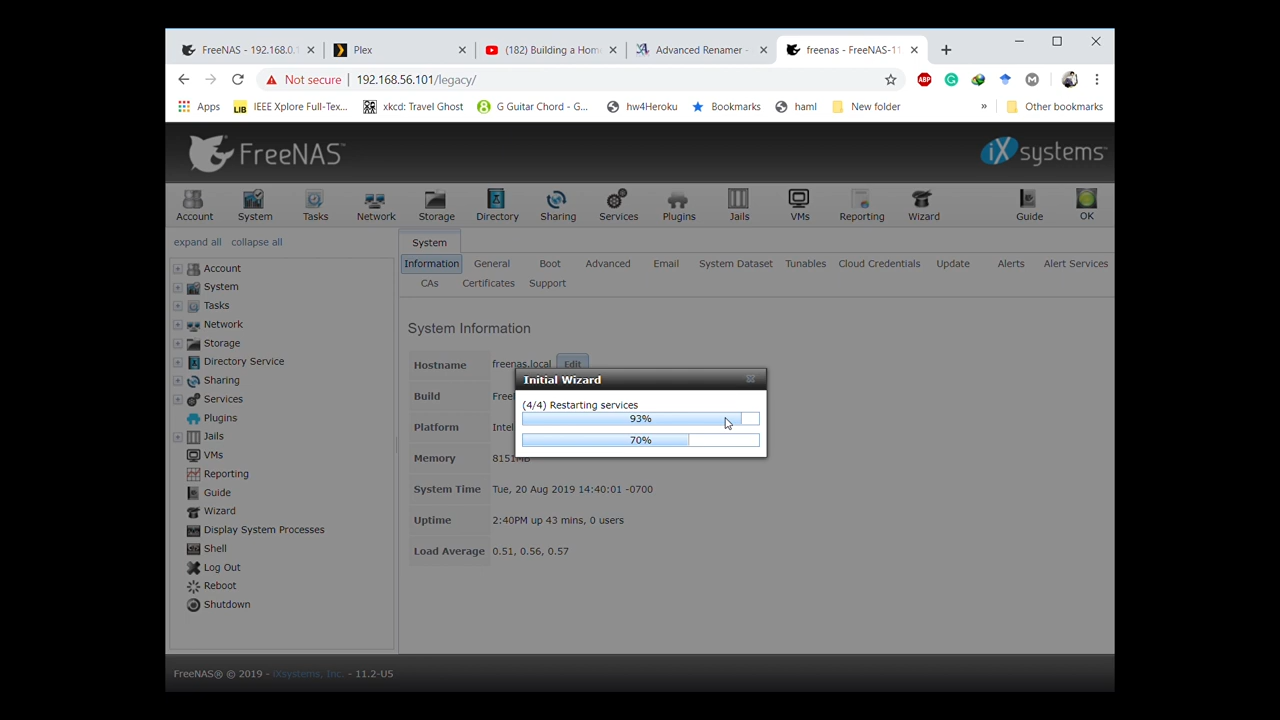 FreeNAS - 192.168.0.1 Plex (182) Building a Hom Advanced Renamer - freenas - FreeNAS-11
Not secure 192.168.56.101/legacy/ ABP
Apps LIB IEEE Xplore Full-Tex... xkcd: Travel Ghost G Guitar Chord - G... hw4Heroku Bookmarks haml New folder » Other bookmarks
FreeNAS iXsystems
Account System Tasks Network Storage Directory Sharing Services Plugins Jails VMs Reporting Wizard Guide OK
expand all collapse all System
Information General Boot Advanced Email System Dataset Tunables Cloud Credentials Update Alerts Alert Services
CAs Certificates Support
Account
System
Tasks
Network
Storage
Directory Service
Sharing
Services
Plugins
Jails
VMs
Reporting
Guide
Wizard
Display System Processes
Shell
Log Out
Reboot
Shutdown
System Information
Hostname freenas.local Edit
Build
Platform Intel
Memory 8151MB
System Time Tue, 20 Aug 2019 14:40:01 -0700
Uptime 2:40PM up 43 mins, 0 users
Load Average 0.51, 0.56, 0.57
Initial Wizard
(4/4) Restarting services
93%
70%
FreeNAS® © 2019 - iXsystems, Inc. - 11.2-U5